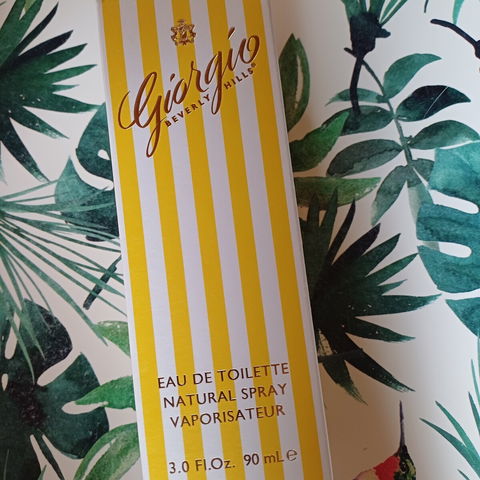 Giorgio
BEVERLY HILLS®
EAU DE TOILETTE
NATURAL SPRAY
VAPORISATEUR
3.0 Fl.Oz. 90 mL ℮